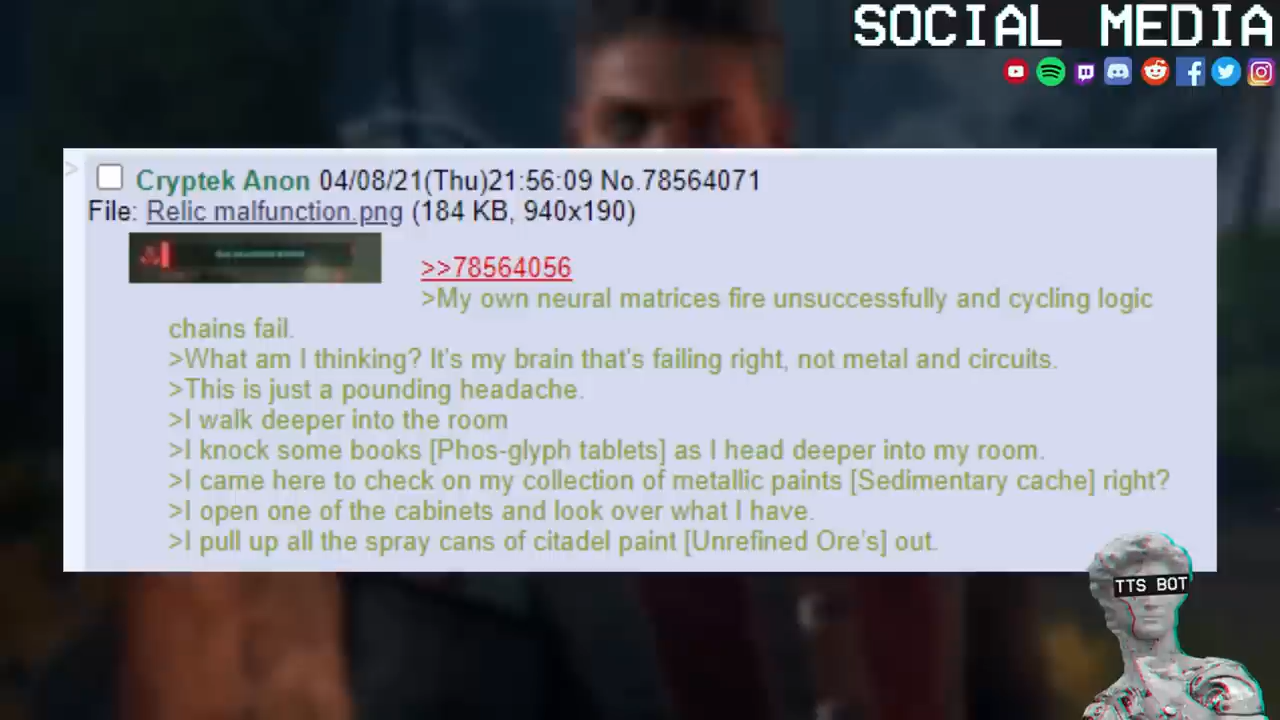 SOCIAL MEDIA
>
Cryptek Anon 04/08/21(Thu)21:56:09 No.78564071
File: Relic malfunction.png (184 KB, 940x190)
>>78564056
>My own neural matrices fire unsuccessfully and cycling logic
chains fail.
>What am I thinking? It's my brain that's failing right, not metal and circuits.
>This is just a pounding headache.
>I walk deeper into the room
>I knock some books [Phos-glyph tablets] as I head deeper into my room.
>I came here to check on my collection of metallic paints [Sedimentary cache] right?
>I open one of the cabinets and look over what I have.
>I pull up all the spray cans of citadel paint [Unrefined Ore's] out.
TTS BOT